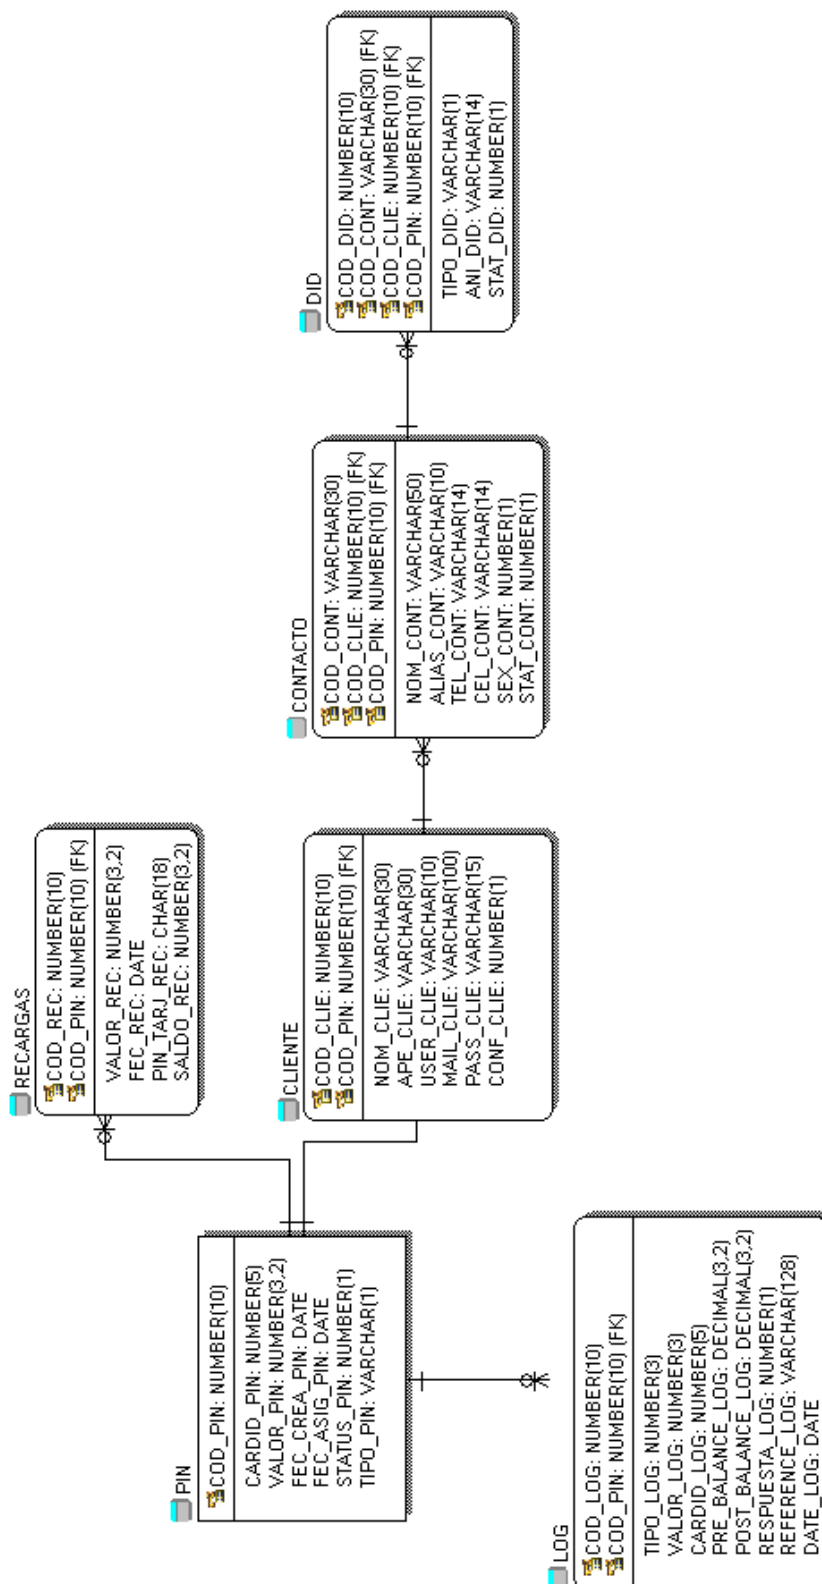 PIN
COD_PIN: NUMBER(10)
CARDID_PIN: NUMBER(5)
VALOR_PIN: NUMBER(3,2)
FEC_CREA_PIN: DATE
FEC_ASIG_PIN: DATE
STATUS_PIN: NUMBER(1)
TIPO_PIN: VARCHAR(1)
RECARGAS
COD_REC: NUMBER(10)
COD_PIN: NUMBER(10) (FK)
VALOR_REC: NUMBER(3,2)
FEC_REC: DATE
PIN_TARJ_REC: CHAR(18)
SALDO_REC: NUMBER(3,2)
CLIENTE
COD_CLIE: NUMBER(10)
COD_PIN: NUMBER(10) (FK)
NOM_CLIE: VARCHAR(30)
APE_CLIE: VARCHAR(30)
USER_CLIE: VARCHAR(10)
MAIL_CLIE: VARCHAR(100)
PASS_CLIE: VARCHAR(15)
CONF_CLIE: NUMBER(1)
CONTACTO
COD_CONT: VARCHAR(30)
COD_CLIE: NUMBER(10) (FK)
COD_PIN: NUMBER(10) (FK)
NOM_CONT: VARCHAR(50)
ALIAS_CONT: VARCHAR(10)
TEL_CONT: VARCHAR(14)
CEL_CONT: VARCHAR(14)
SEX_CONT: NUMBER(1)
STAT_CONT: NUMBER(1)
DID
COD_DID: NUMBER(10)
COD_CONT: VARCHAR(30) (FK)
COD_CLIE: NUMBER(10) (FK)
COD_PIN: NUMBER(10) (FK)
TIPO_DID: VARCHAR(1)
ANI_DID: VARCHAR(14)
STAT_DID: NUMBER(1)
LOG
COD_LOG: NUMBER(10)
COD_PIN: NUMBER(10) (FK)
TIPO_LOG: NUMBER(3)
VALOR_LOG: NUMBER(3)
CARDID_LOG: NUMBER(5)
PRE_BALANCE_LOG: DECIMAL(3,2)
POST_BALANCE_LOG: DECIMAL(3,2)
RESPUESTA_LOG: NUMBER(1)
REFERENCE_LOG: VARCHAR(128)
DATE_LOG: DATE